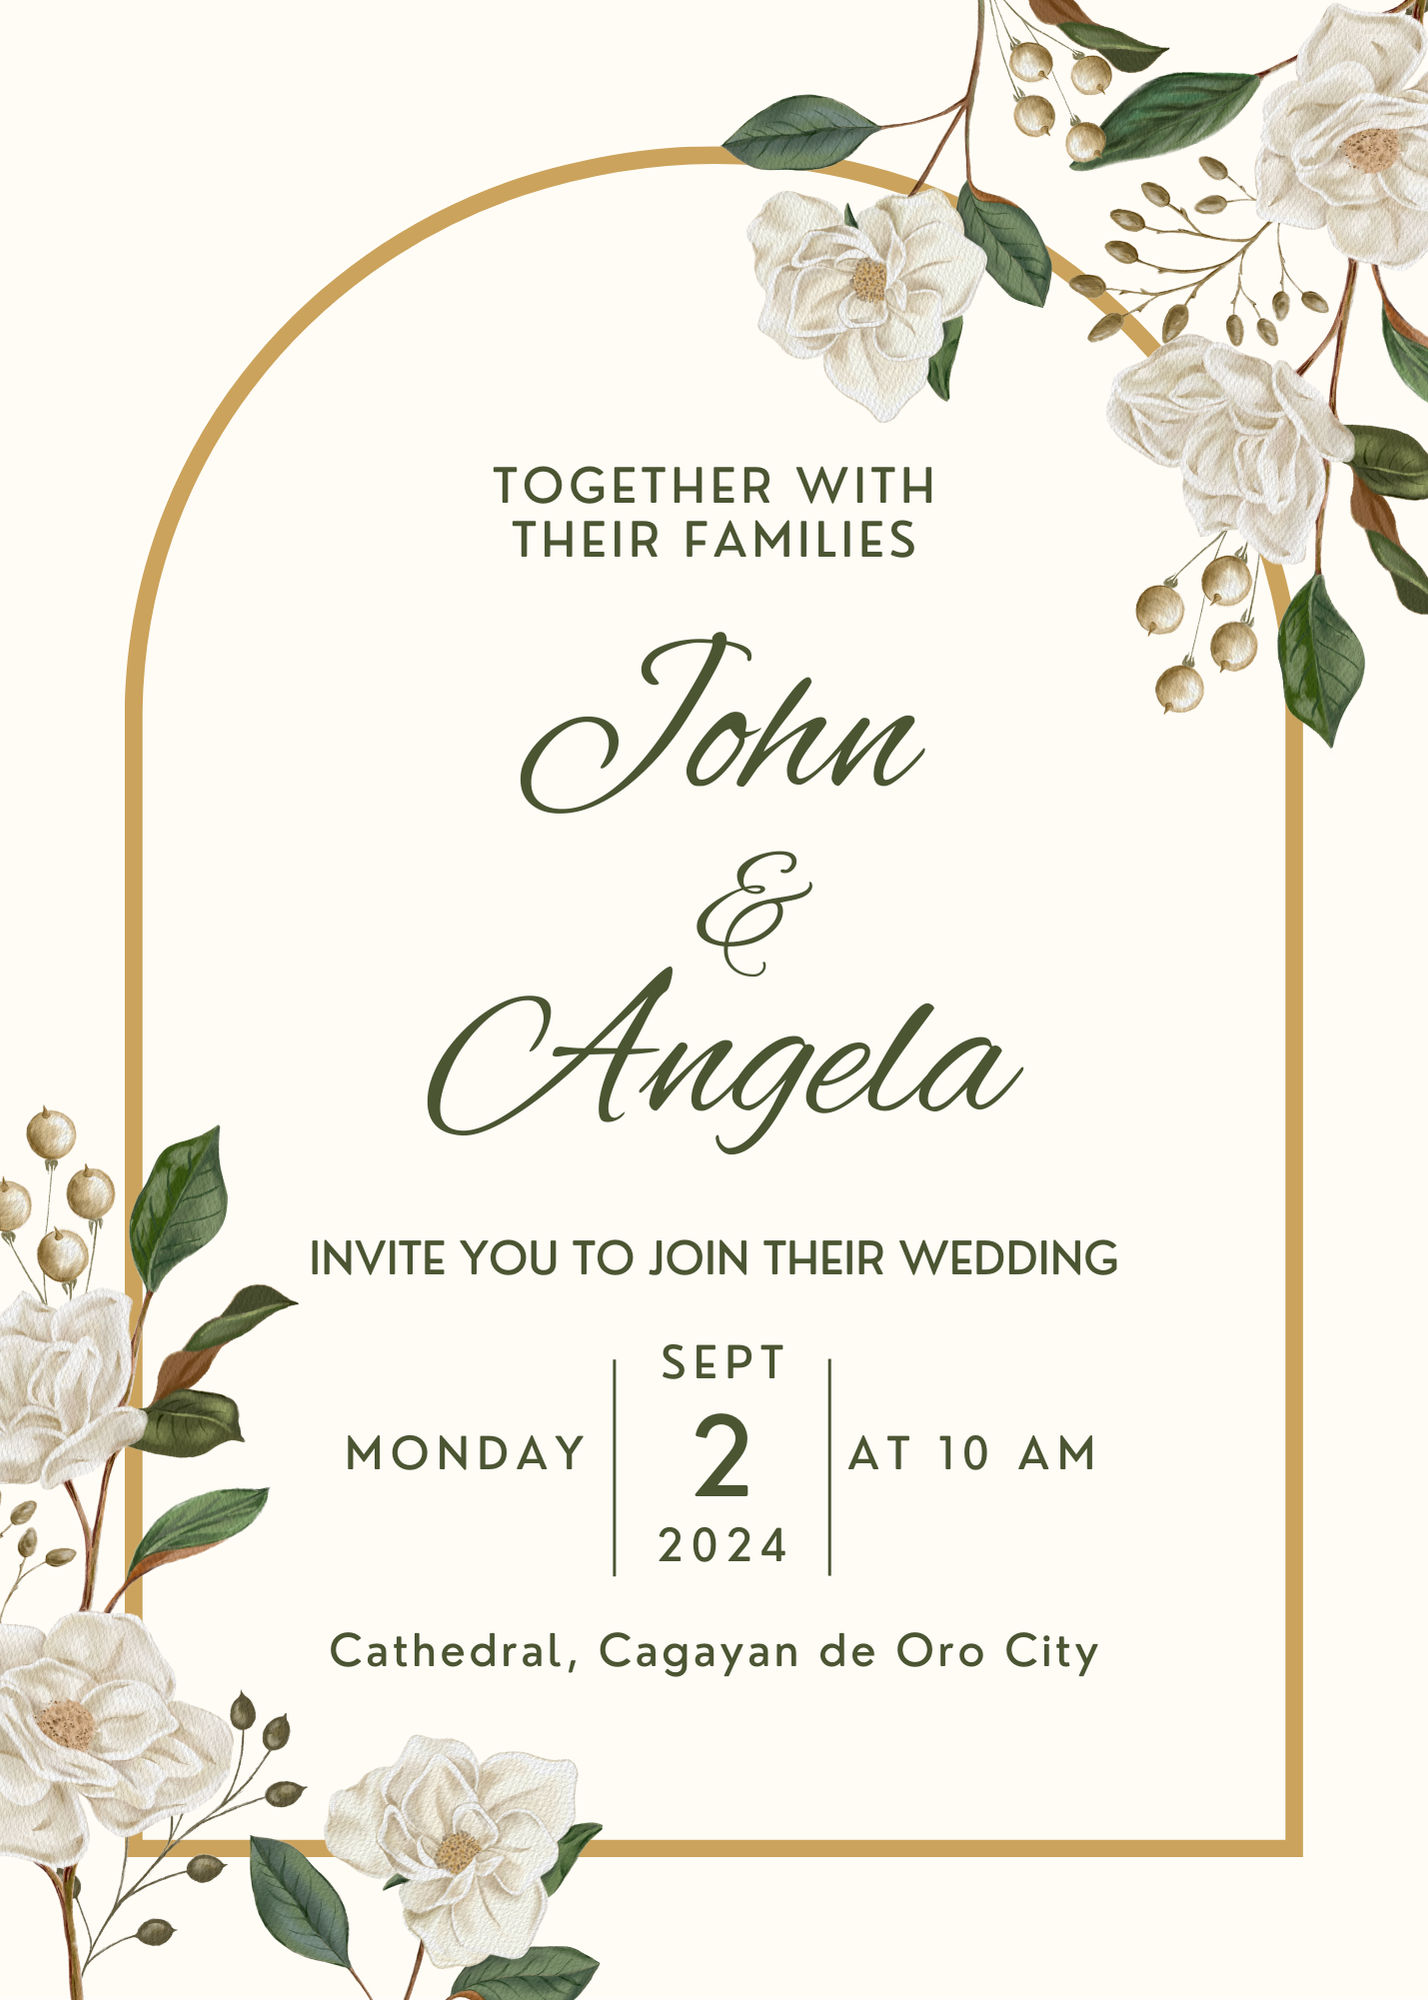 TOGETHER WITH
THEIR FAMILIES
John
&
Angela
INVITE YOU TO JOIN THEIR WEDDING
SEPT
MONDAY 2 AT 10 AM
2024
Cathedral, Cagayan de Oro City